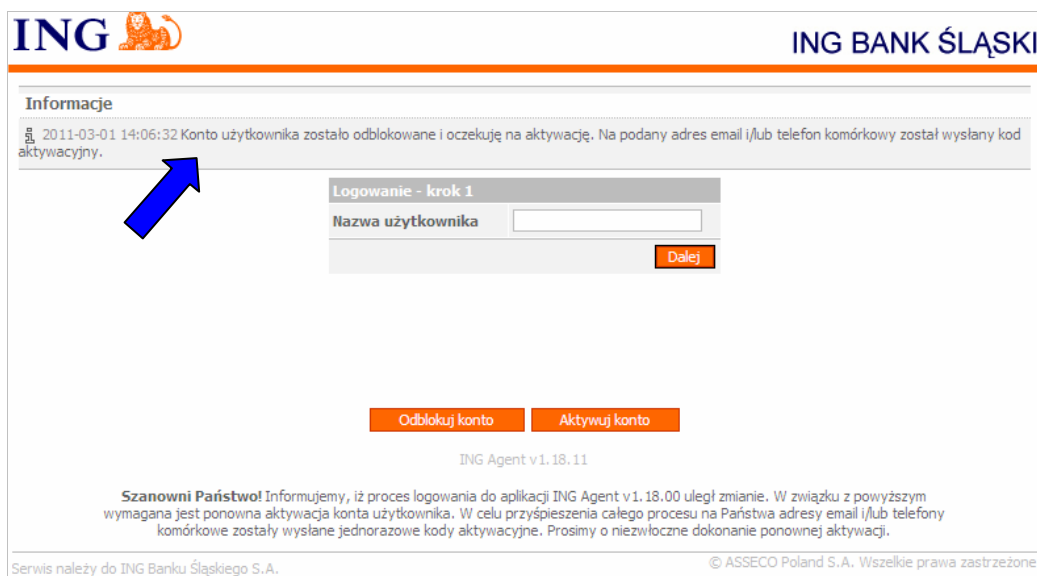 ING
ING BANK ŚLĄSKI
Informacje
2011-03-01 14:06:32 Konto użytkownika zostało odblokowane i oczekuję na aktywację. Na podany adres email i/lub telefon komórkowy został wysłany kod
aktywacyjny.
Logowanie - krok 1
Nazwa użytkownika
Dalej
Odblokuj konto Aktywuj konto
ING Agent v1.18.11
Szanowni Państwo! Informujemy, iż proces logowania do aplikacji ING Agent v1.18.00 uległ zmianie. W związku z powyższym
wymagana jest ponowna aktywacja konta użytkownika. W celu przyśpieszenia całego procesu na Państwa adresy email i/lub telefony
komórkowe zostały wysłane jednorazowe kody aktywacyjne. Prosimy o niezwłoczne dokonanie ponownej aktywacji.
Serwis należy do ING Banku Śląskiego S.A. © ASSECO Poland S.A. Wszelkie prawa zastrzeżone